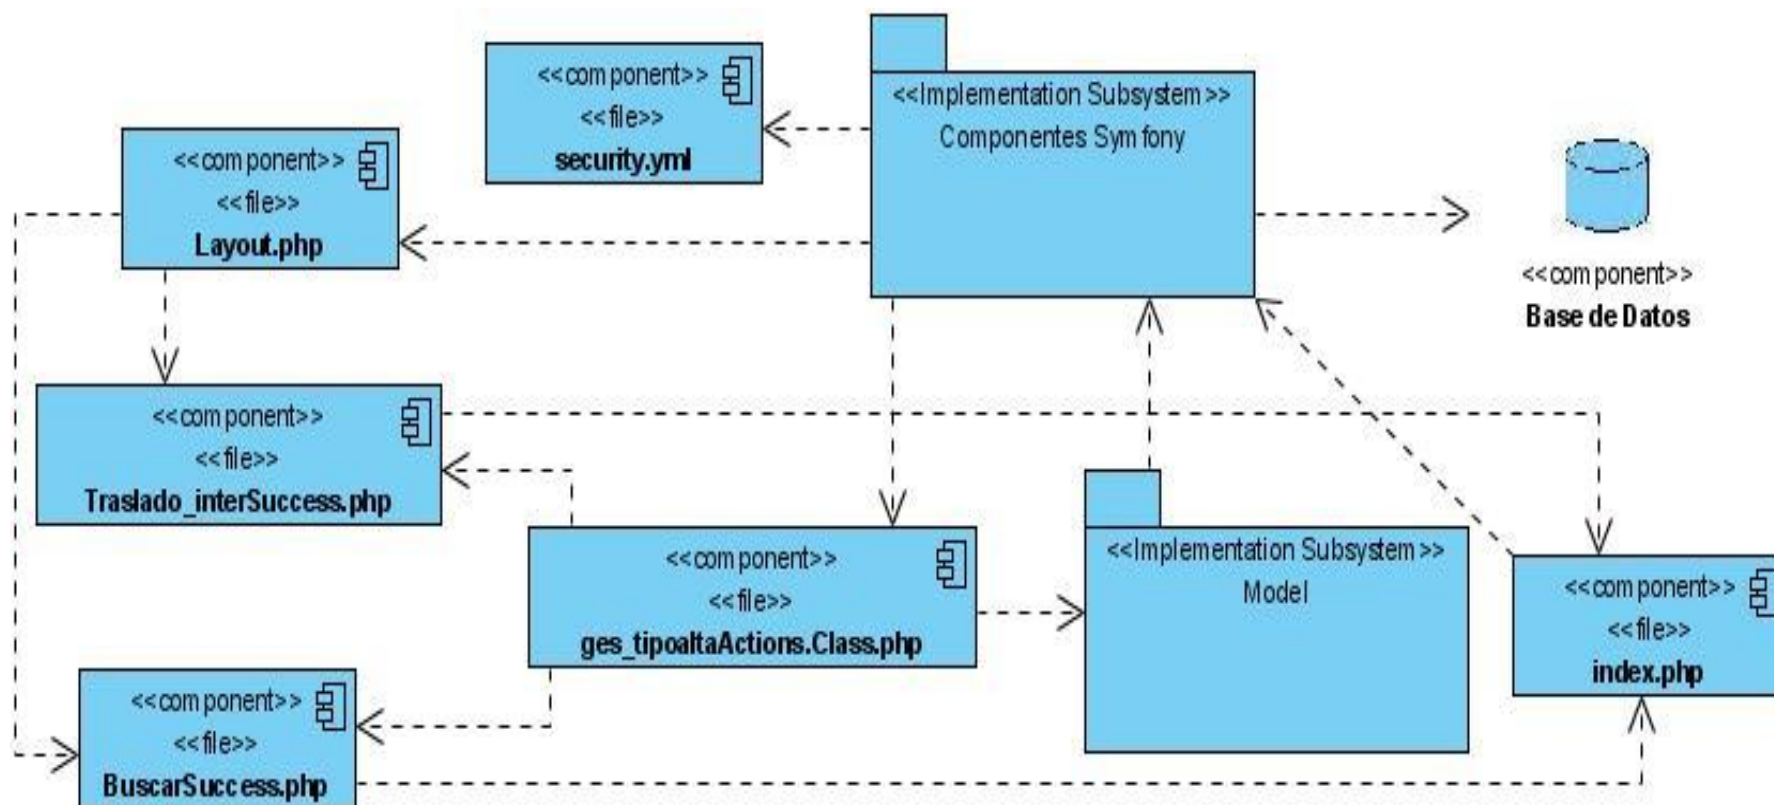 <<component>>
<<file>>
security.yml
<<Implementation Subsystem>>
Componentes Symfony
<<component>>
<<file>>
Layout.php
<<component>>
Base de Datos
<<component>>
<<file>>
Traslado_interSuccess.php
<<component>>
<<file>>
ges_tipoaltaActions.Class.php
<<Implementation Subsystem>>
Model
<<component>>
<<file>>
index.php
<<component>>
<<file>>
BuscarSuccess.php